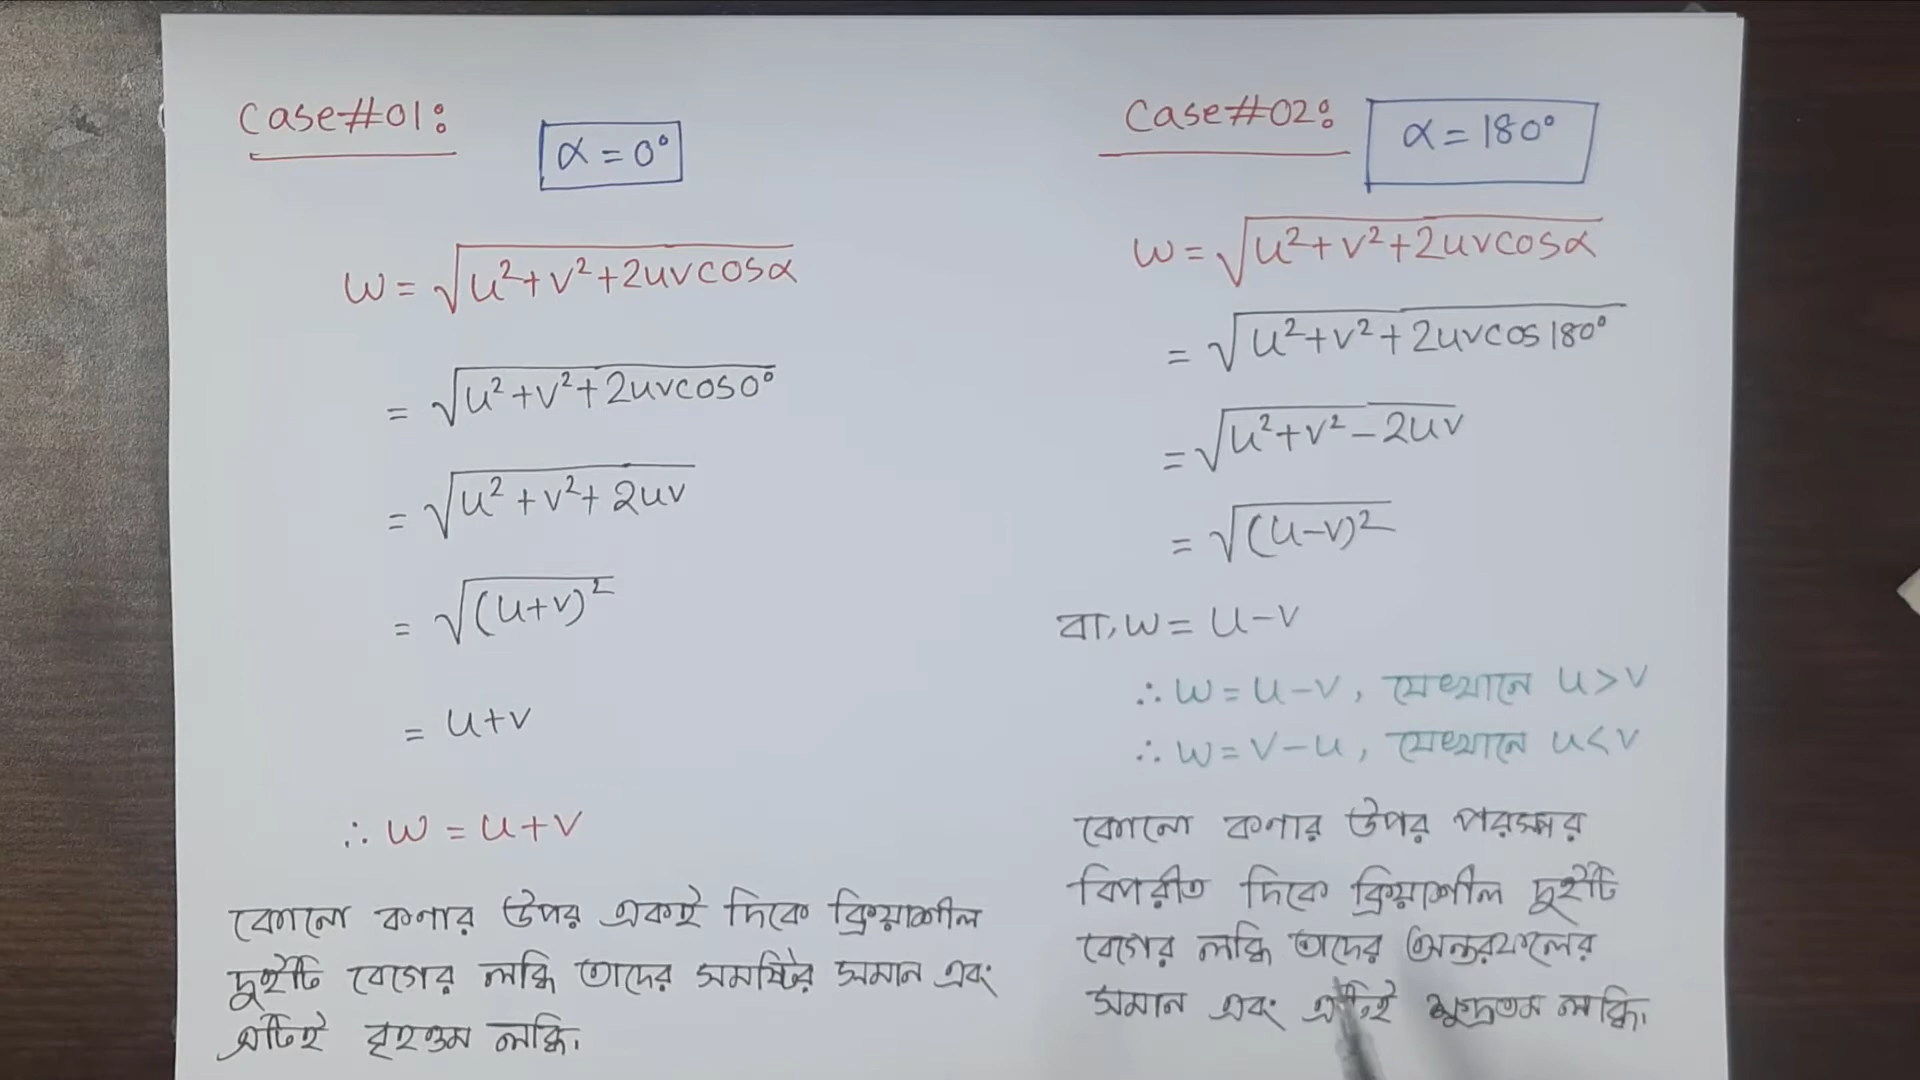 Case#01:
α = 0°
w = √(u²+v²+2uvcosα)
= √(u²+v²+2uvcos0°)
= √(u²+v²+2uv)
= √(u+v)²
= u+v
∴ w = u+v
কোনো কণার উপর একই দিকে ক্রিয়াশীল
দুইটি বেগের লব্ধি তাদের সমষ্টির সমান এবং
এটিই বৃহত্তম লব্ধি।
Case#02:
α = 180°
w = √(u²+v²+2uvcosα)
= √(u²+v²+2uvcos180°)
= √(u²+v²-2uv)
= √(u-v)²
বা, w = u-v
∴ w = u-v, যেখানে u>v
∴ w = v-u, যেখানে u<v
কোনো কণার উপর পরস্পর
বিপরীত দিকে ক্রিয়াশীল দুইটি
বেগের লব্ধি তাদের অন্তরফলের
সমান এবং এটিই ক্ষুদ্রতম লব্ধি।